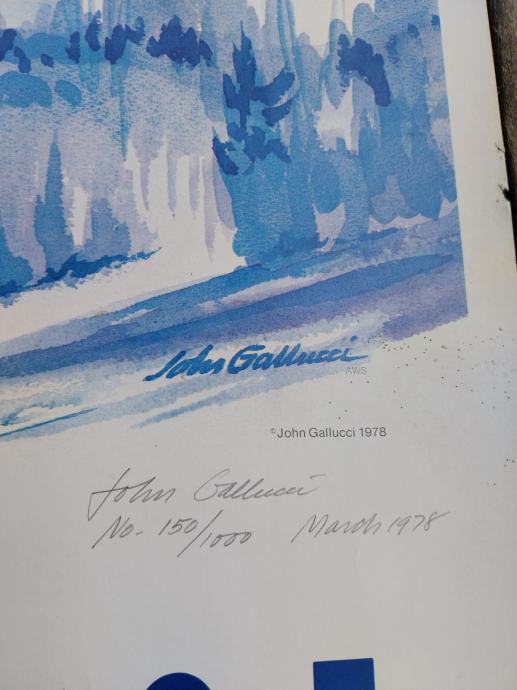 John Gallucci
AWS
©John Gallucci 1978
John Gallucci
No. 150/1000 March 1978